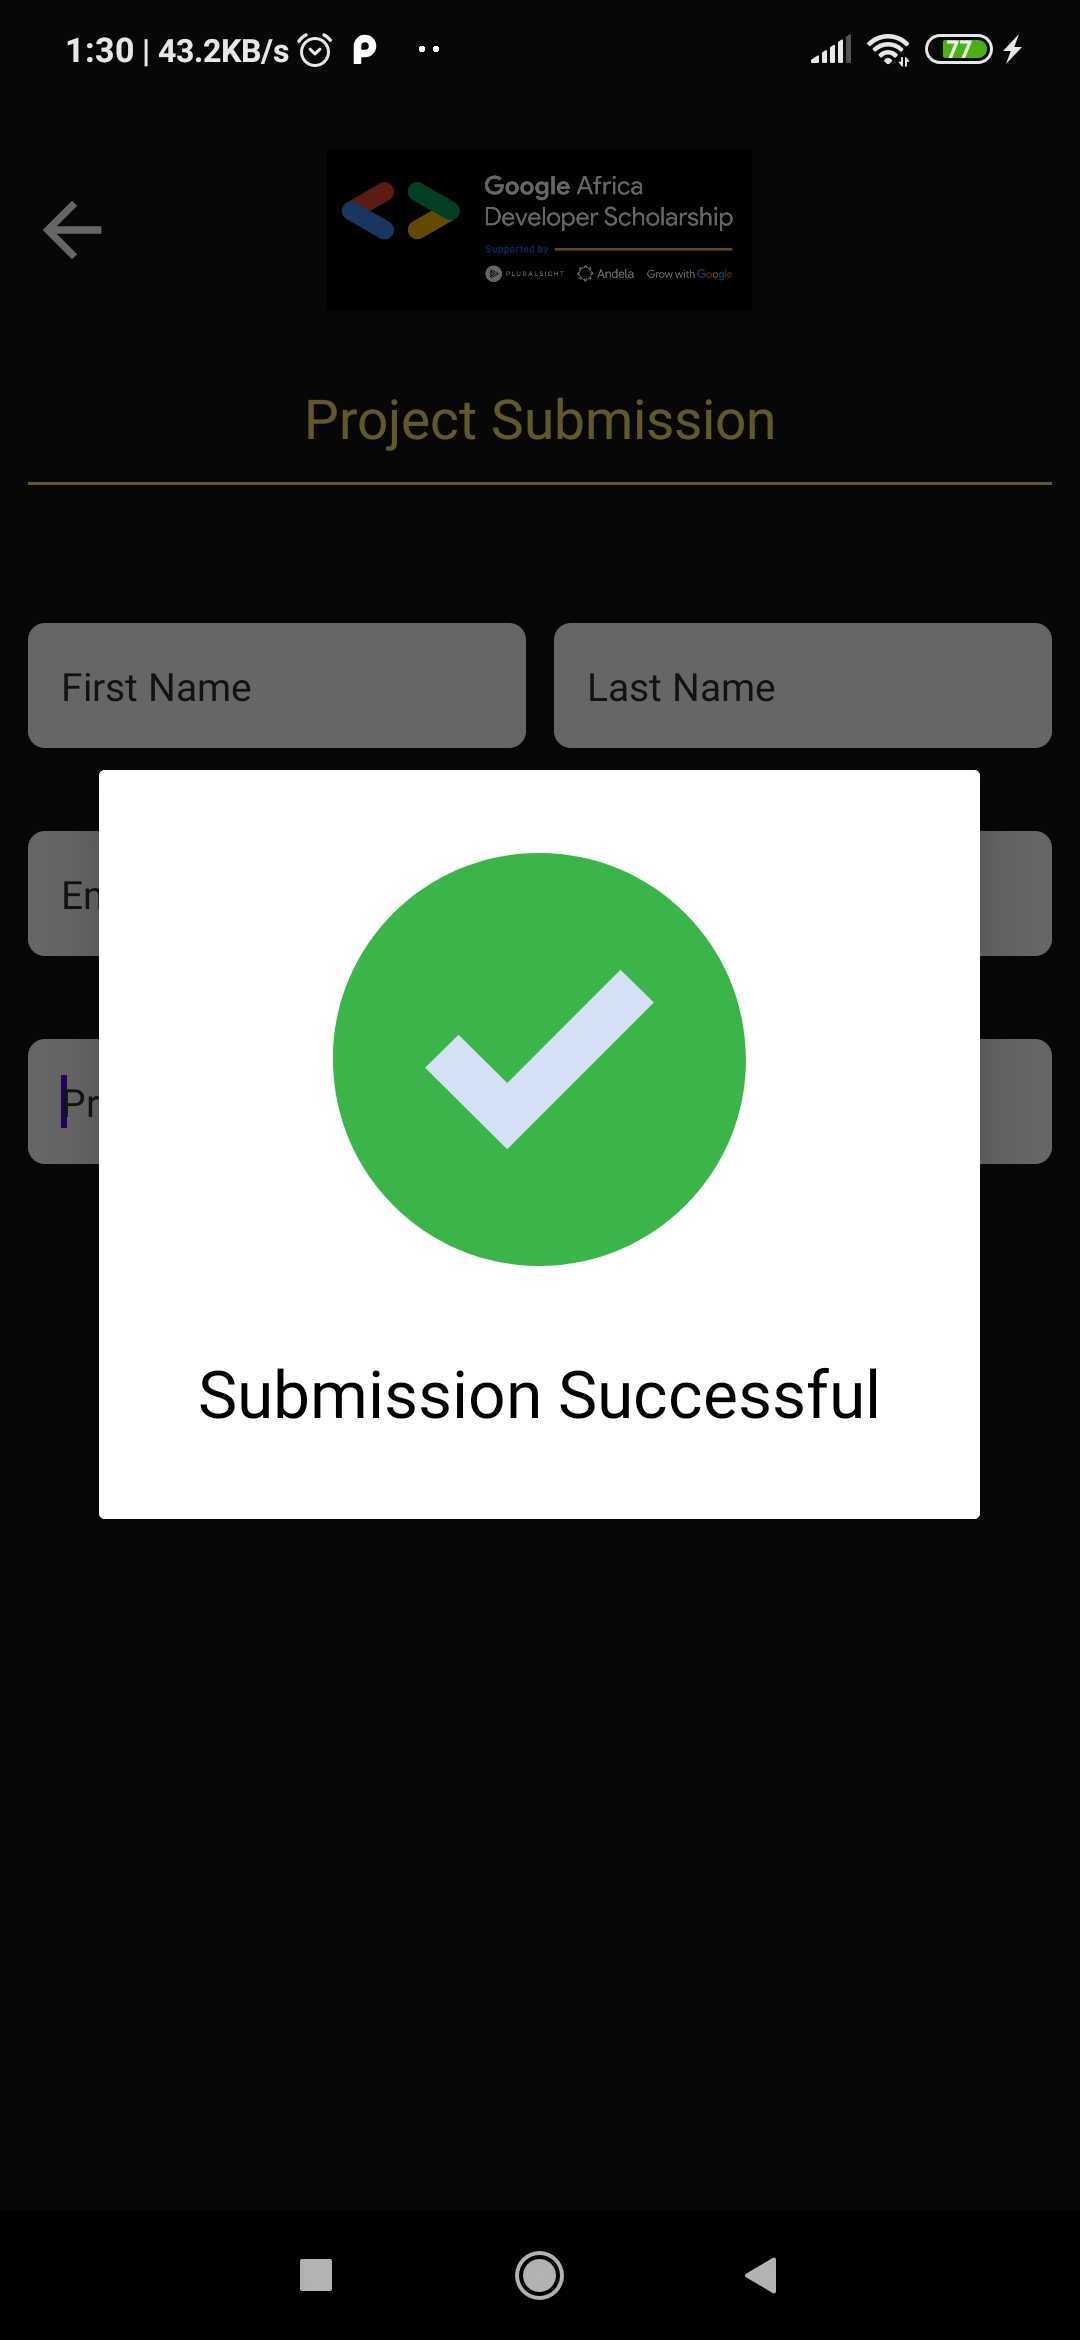 1:30 | 43.2KB/s
77
Google Africa
Developer Scholarship
Supported by
PLURALSIGHT Andela Grow with Google
Project Submission
First Name Last Name
Em
Pr
Submission Successful